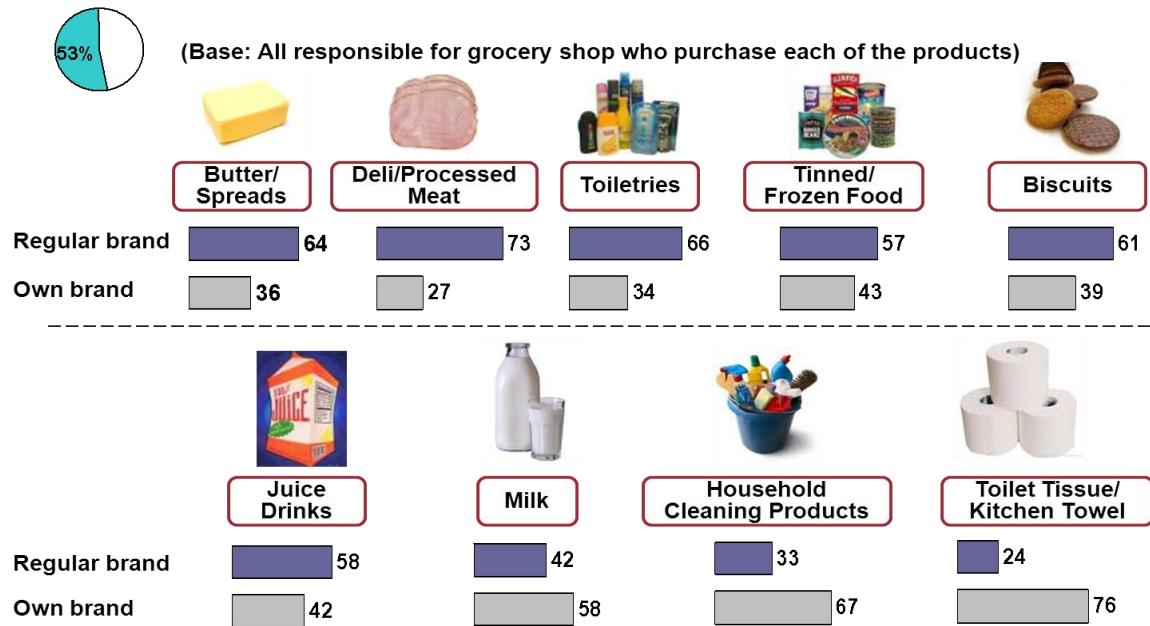 53%
(Base: All responsible for grocery shop who purchase each of the products)
Butter/
Spreads
Deli/Processed
Meat
Toiletries
Tinned/
Frozen Food
Biscuits
Regular brand
64
73
66
57
61
Own brand
36
27
34
43
39
JUICE
Juice
Drinks
Milk
Household
Cleaning Products
Toilet Tissue/
Kitchen Towel
Regular brand
58
42
33
24
Own brand
42
58
67
76